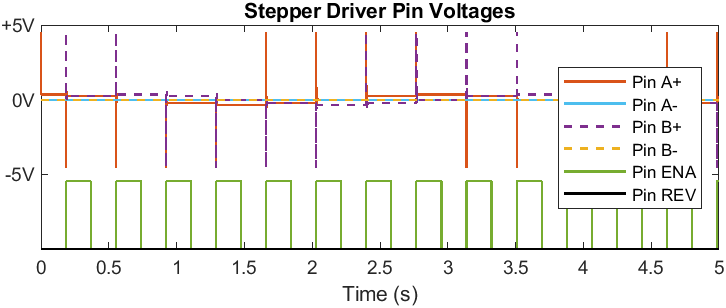 Stepper Driver Pin Voltages
+5V
0V
-5V
Pin A+
Pin A-
Pin B+
Pin B-
Pin ENA
Pin REV
0 0.5 1 1.5 2 2.5 3 3.5 4 4.5 5
Time (s)